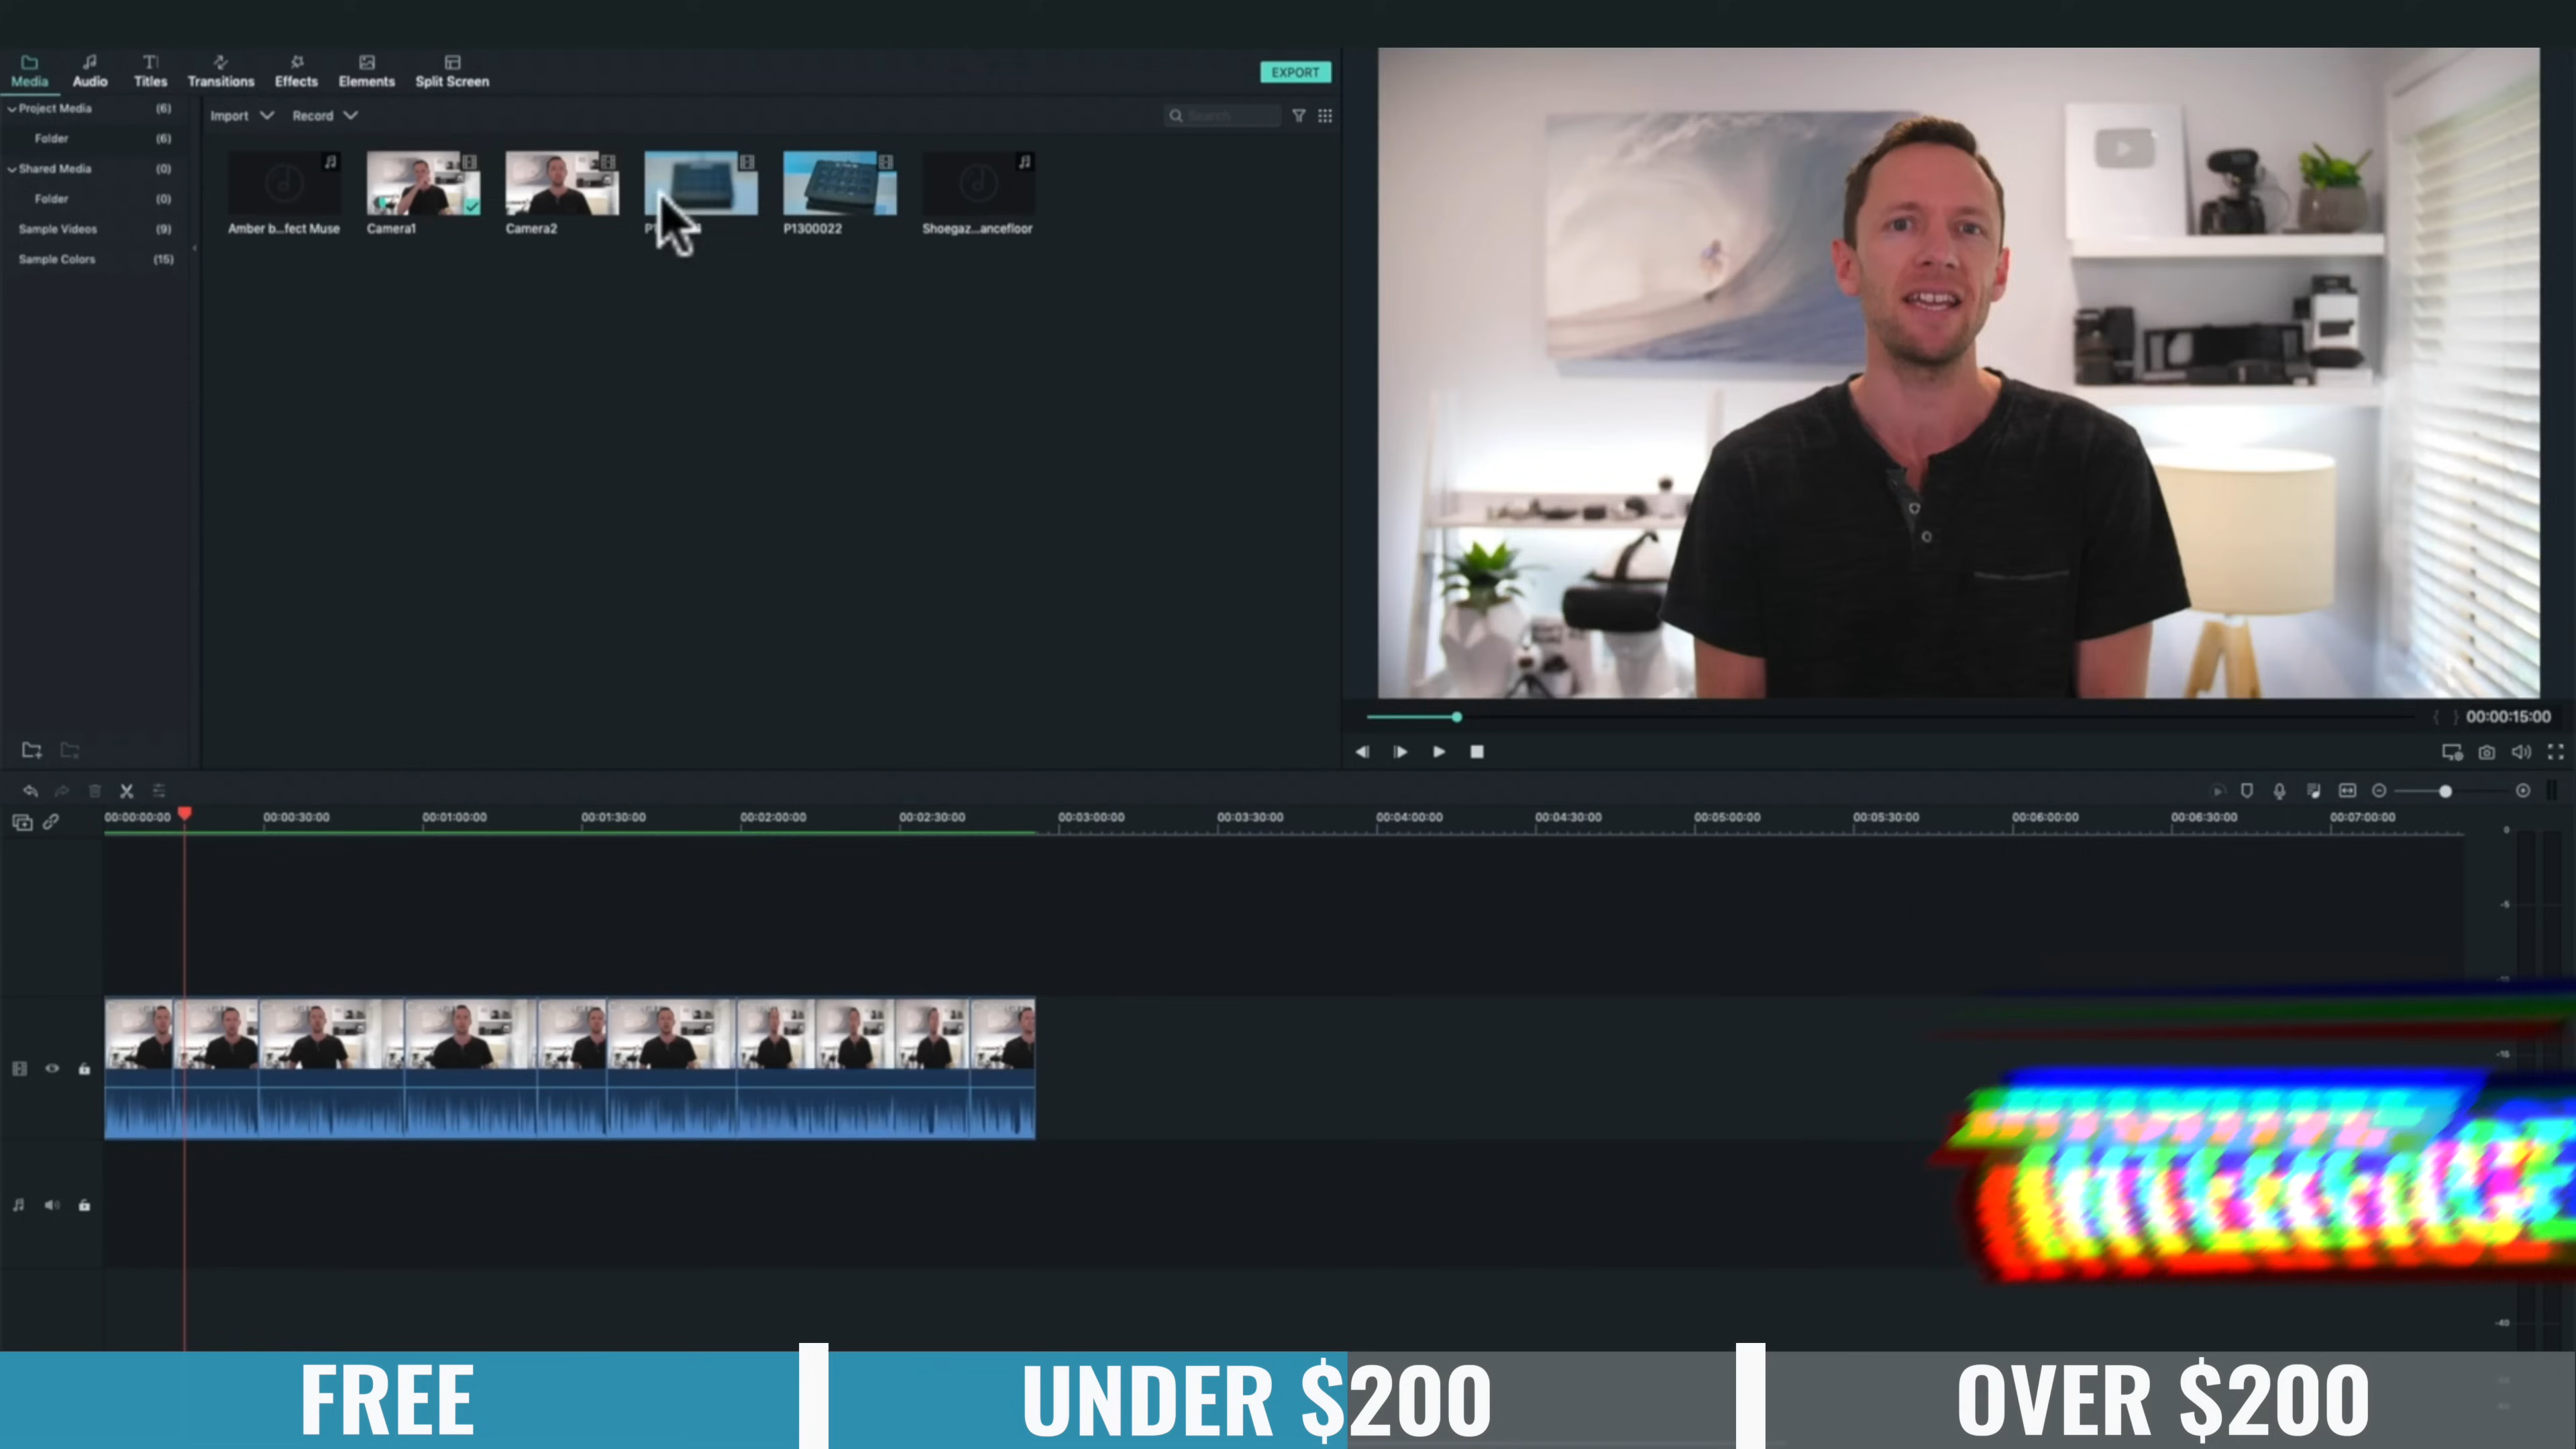 Media Audio Titles Transitions Effects Elements Split Screen EXPORT
Project Media (6)
Folder (6)
Shared Media (0)
Folder (0)
Sample Videos (9)
Sample Colors (15)
Import Record Search
Amber b...fect Muse Camera1 Camera2 P1300022 Shoegaz...ancefloor
00:00:15:00
00:00:00:00 00:00:30:00 00:01:00:00 00:01:30:00 00:02:00:00 00:02:30:00 00:03:00:00 00:03:30:00 00:04:00:00 00:04:30:00 00:05:00:00 00:05:30:00 00:06:00:00 00:06:30:00 00:07:00:00
0
-5
-15
-40
FREE UNDER $200 OVER $200